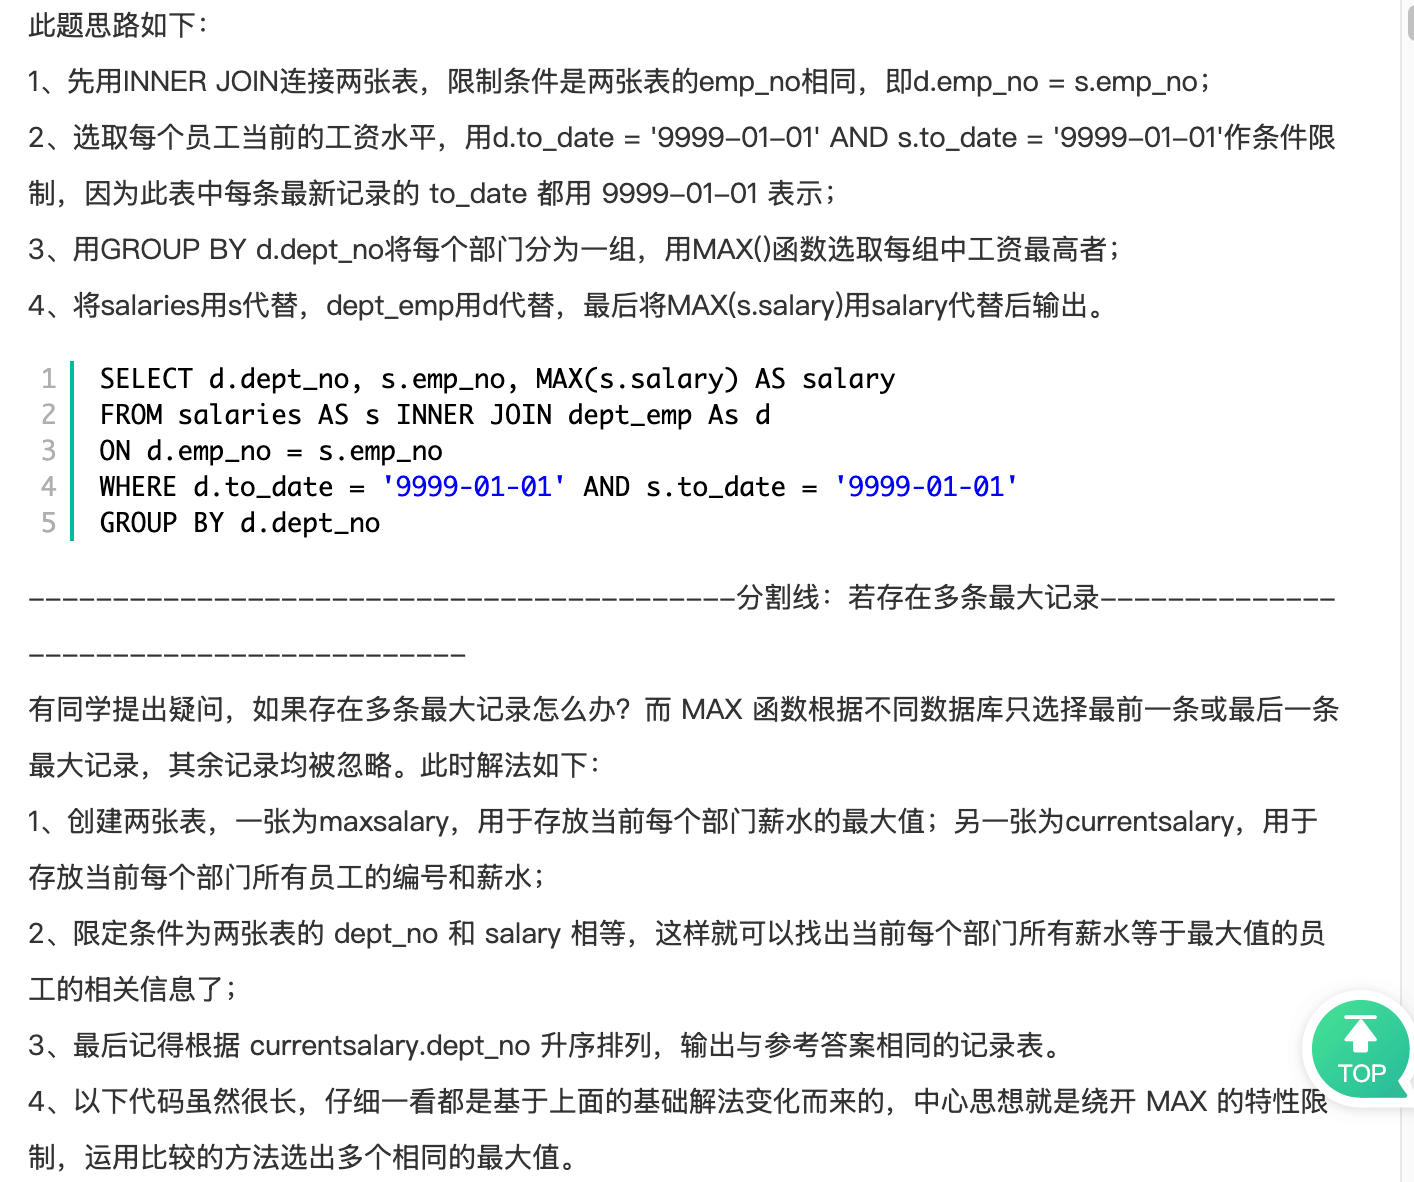 此题思路如下：
1、先用INNER JOIN连接两张表，限制条件是两张表的emp_no相同，即d.emp_no = s.emp_no；
2、选取每个员工当前的工资水平，用d.to_date = '9999-01-01' AND s.to_date = '9999-01-01'作条件限
制，因为此表中每条最新记录的 to_date 都用 9999-01-01 表示；
3、用GROUP BY d.dept_no将每个部门分为一组，用MAX()函数选取每组中工资最高者；
4、将salaries用s代替，dept_emp用d代替，最后将MAX(s.salary)用salary代替后输出。
1 SELECT d.dept_no, s.emp_no, MAX(s.salary) AS salary
2 FROM salaries AS s INNER JOIN dept_emp As d
3 ON d.emp_no = s.emp_no
4 WHERE d.to_date = '9999-01-01' AND s.to_date = '9999-01-01'
5 GROUP BY d.dept_no
------------------------------------------分割线：若存在多条最大记录--------------
--------------------------
有同学提出疑问，如果存在多条最大记录怎么办？而 MAX 函数根据不同数据库只选择最前一条或最后一条
最大记录，其余记录均被忽略。此时解法如下：
1、创建两张表，一张为maxsalary，用于存放当前每个部门薪水的最大值；另一张为currentsalary，用于
存放当前每个部门所有员工的编号和薪水；
2、限定条件为两张表的 dept_no 和 salary 相等，这样就可以找出当前每个部门所有薪水等于最大值的员
工的相关信息了；
3、最后记得根据 currentsalary.dept_no 升序排列，输出与参考答案相同的记录表。
TOP
4、以下代码虽然很长，仔细一看都是基于上面的基础解法变化而来的，中心思想就是绕开 MAX 的特性限
制，运用比较的方法选出多个相同的最大值。